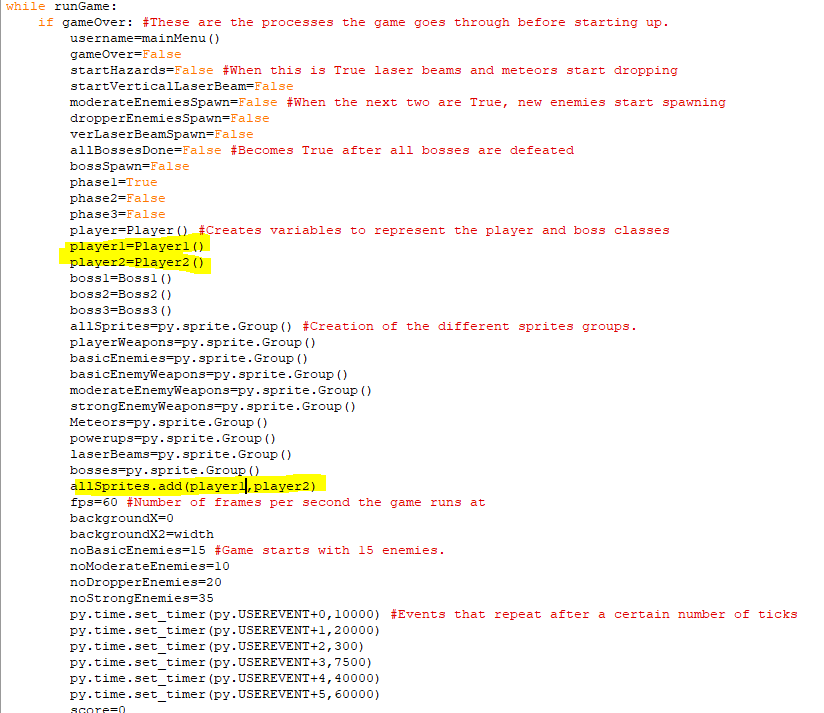 while runGame:
    if gameOver: #These are the processes the game goes through before starting up.
        username=mainMenu()
        gameOver=False
        startHazards=False #When this is True laser beams and meteors start dropping
        startVerticalLaserBeam=False
        moderateEnemiesSpawn=False #When the next two are True, new enemies start spawning
        dropperEnemiesSpawn=False
        verLaserBeamSpawn=False
        allBossesDone=False #Becomes True after all bosses are defeated
        bossSpawn=False
        phase1=True
        phase2=False
        phase3=False
        player=Player() #Creates variables to represent the player and boss classes
        player1=Player1()
        player2=Player2()
        boss1=Boss1()
        boss2=Boss2()
        boss3=Boss3()
        allSprites=py.sprite.Group() #Creation of the different sprites groups.
        playerWeapons=py.sprite.Group()
        basicEnemies=py.sprite.Group()
        basicEnemyWeapons=py.sprite.Group()
        moderateEnemyWeapons=py.sprite.Group()
        strongEnemyWeapons=py.sprite.Group()
        Meteors=py.sprite.Group()
        powerups=py.sprite.Group()
        laserBeams=py.sprite.Group()
        bosses=py.sprite.Group()
        allSprites.add(player1,player2)
        fps=60 #Number of frames per second the game runs at
        backgroundX=0
        backgroundX2=width
        noBasicEnemies=15 #Game starts with 15 enemies.
        noModerateEnemies=10
        noDropperEnemies=20
        noStrongEnemies=35
        py.time.set_timer(py.USEREVENT+0,10000) #Events that repeat after a certain number of ticks
        py.time.set_timer(py.USEREVENT+1,20000)
        py.time.set_timer(py.USEREVENT+2,300)
        py.time.set_timer(py.USEREVENT+3,7500)
        py.time.set_timer(py.USEREVENT+4,40000)
        py.time.set_timer(py.USEREVENT+5,60000)
        score=0